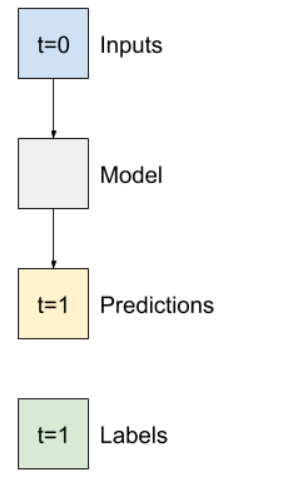 t=0 Inputs
Model
t=1 Predictions
t=1 Labels